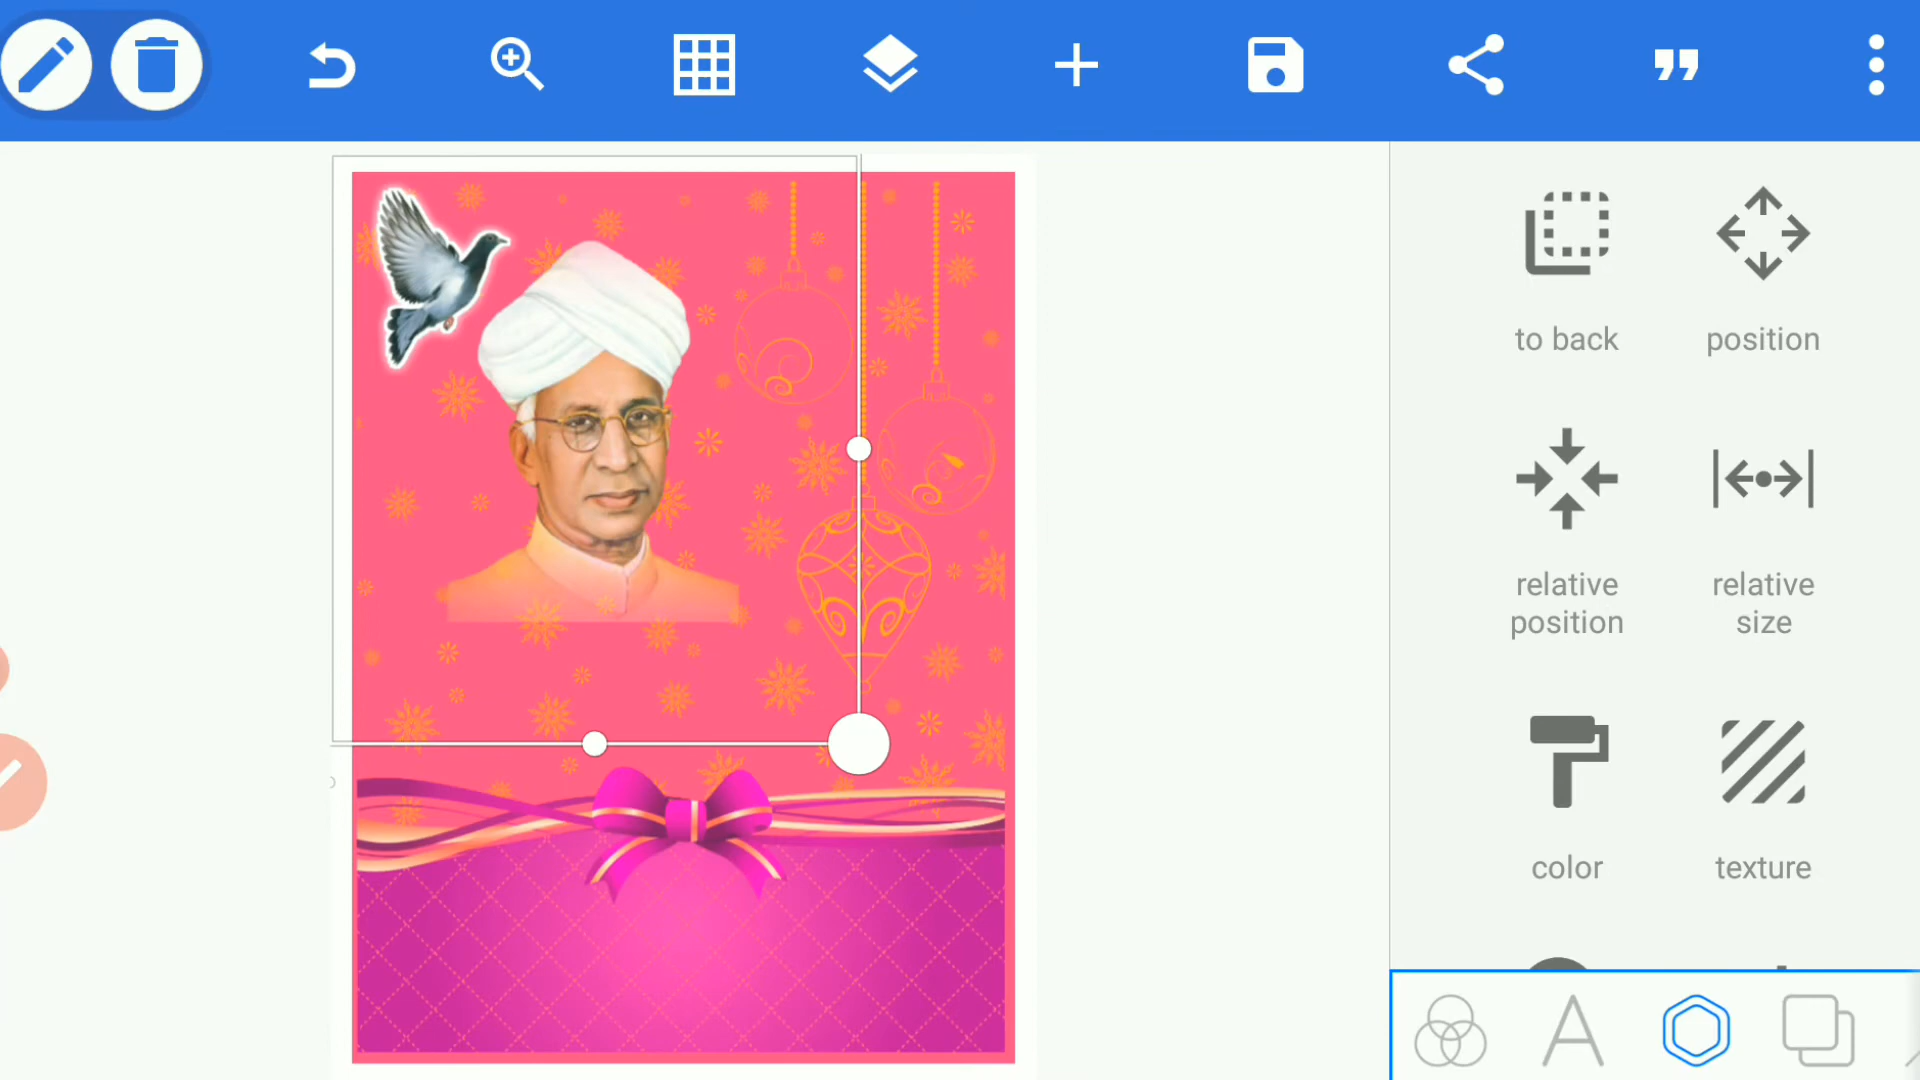 to back
position
relative
position
relative
size
color
texture